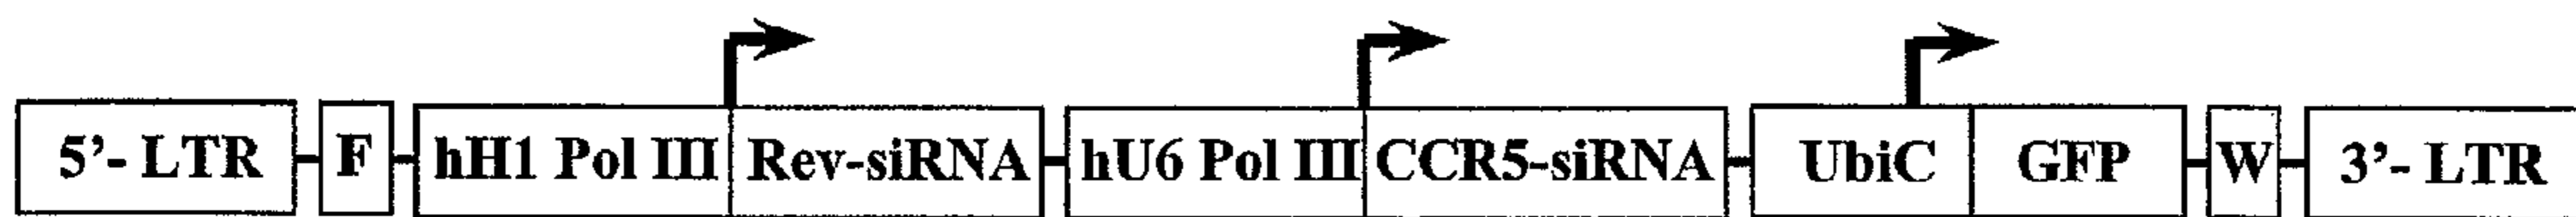 5’- LTR F hH1 Pol III Rev-siRNA hU6 Pol III CCR5-siRNA UbiC GFP W 3’- LTR